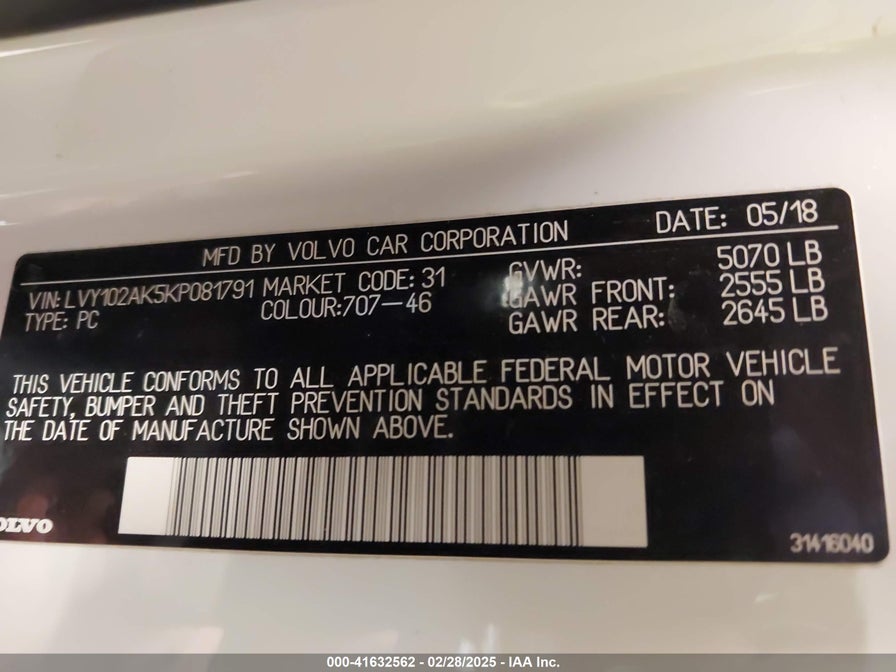 MFD BY VOLVO CAR CORPORATION DATE: 05/18
VIN: LVY102AK5KP081791 MARKET CODE: 31 GVWR: 5070 LB
TYPE: PC COLOUR:707-46 GAWR FRONT: 2555 LB
GAWR REAR: 2645 LB
THIS VEHICLE CONFORMS TO ALL APPLICABLE FEDERAL MOTOR VEHICLE
SAFETY, BUMPER AND THEFT PREVENTION STANDARDS IN EFFECT ON
THE DATE OF MANUFACTURE SHOWN ABOVE.
VOLVO
31416040
000-41632562 - 02/28/2025 - IAA Inc.